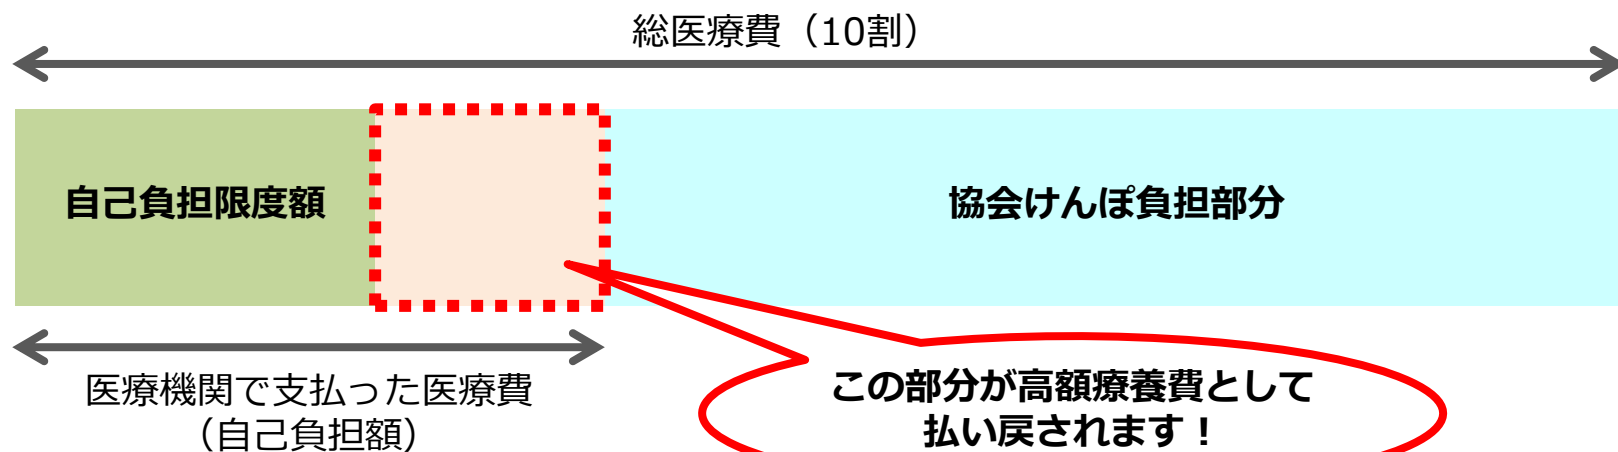 総医療費（10割）
自己負担限度額
協会けんぽ負担部分
医療機関で支払った医療費
（自己負担額）
この部分が高額療養費として
払い戻されます！